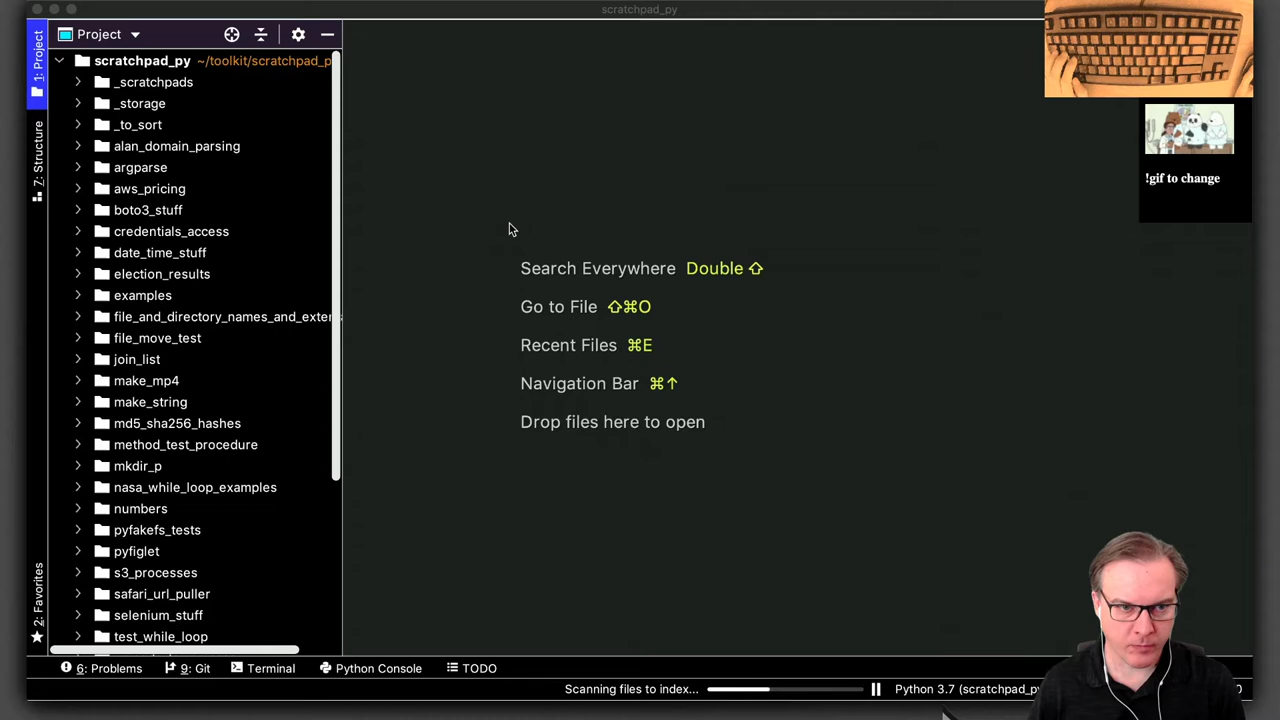 scratchpad_py
1: Project
Project
scratchpad_py ~/toolkit/scratchpad_p
_scratchpads
_storage
_to_sort
alan_domain_parsing
argparse
aws_pricing
boto3_stuff
credentials_access
date_time_stuff
election_results
examples
file_and_directory_names_and_exten
file_move_test
join_list
make_mp4
make_string
md5_sha256_hashes
method_test_procedure
mkdir_p
nasa_while_loop_examples
numbers
pyfakefs_tests
pyfiglet
s3_processes
safari_url_puller
selenium_stuff
test_while_loop
7: Structure
2: Favorites
Search Everywhere Double ⇧
Go to File ⇧⌘O
Recent Files ⌘E
Navigation Bar ⌘↑
Drop files here to open
!gif to change
6: Problems
9: Git
Terminal
Python Console
TODO
Scanning files to index...
Python 3.7 (scratchpad_py